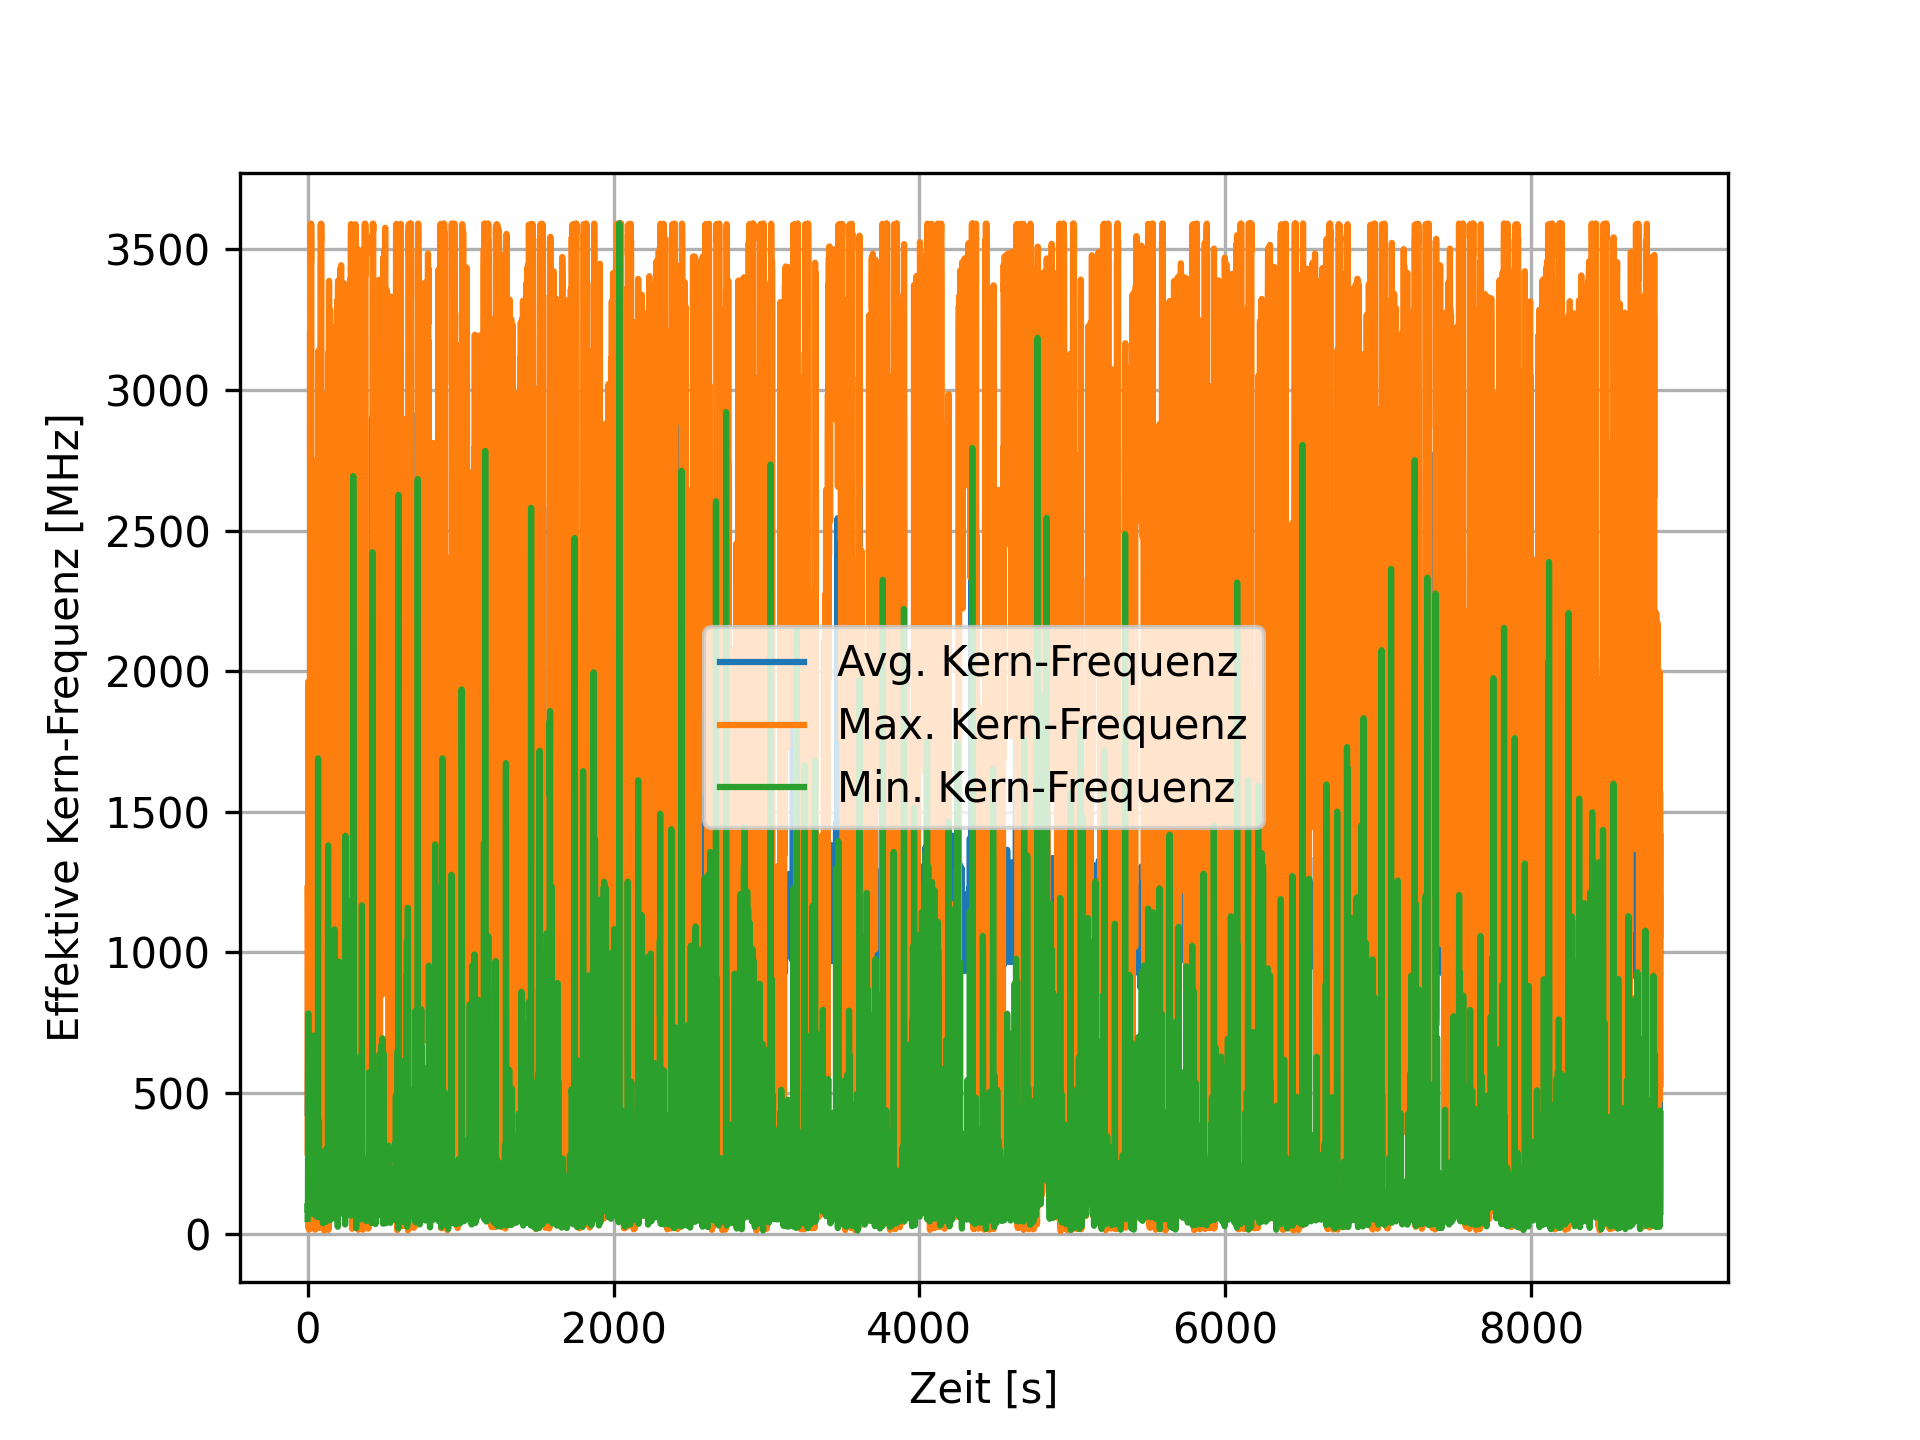 Effektive Kern-Frequenz [MHz]
3500
3000
2500
2000
1500
1000
500
0
Avg. Kern-Frequenz
Max. Kern-Frequenz
Min. Kern-Frequenz
0 2000 4000 6000 8000
Zeit [s]